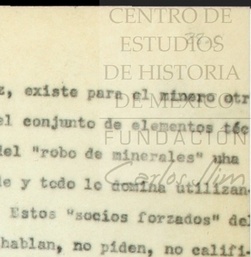 CENTRO DE
ESTUDIOS
DE HISTORIA
DE MÉXICO
FUNDACIÓN
Carlos Slim
z, existe para el minero otr
el conjunto de elementos téc
del "robo de minerales" una
de y todo lo domina utilizan-
Estos "socios forzados" del
hablan, no piden, no califi-